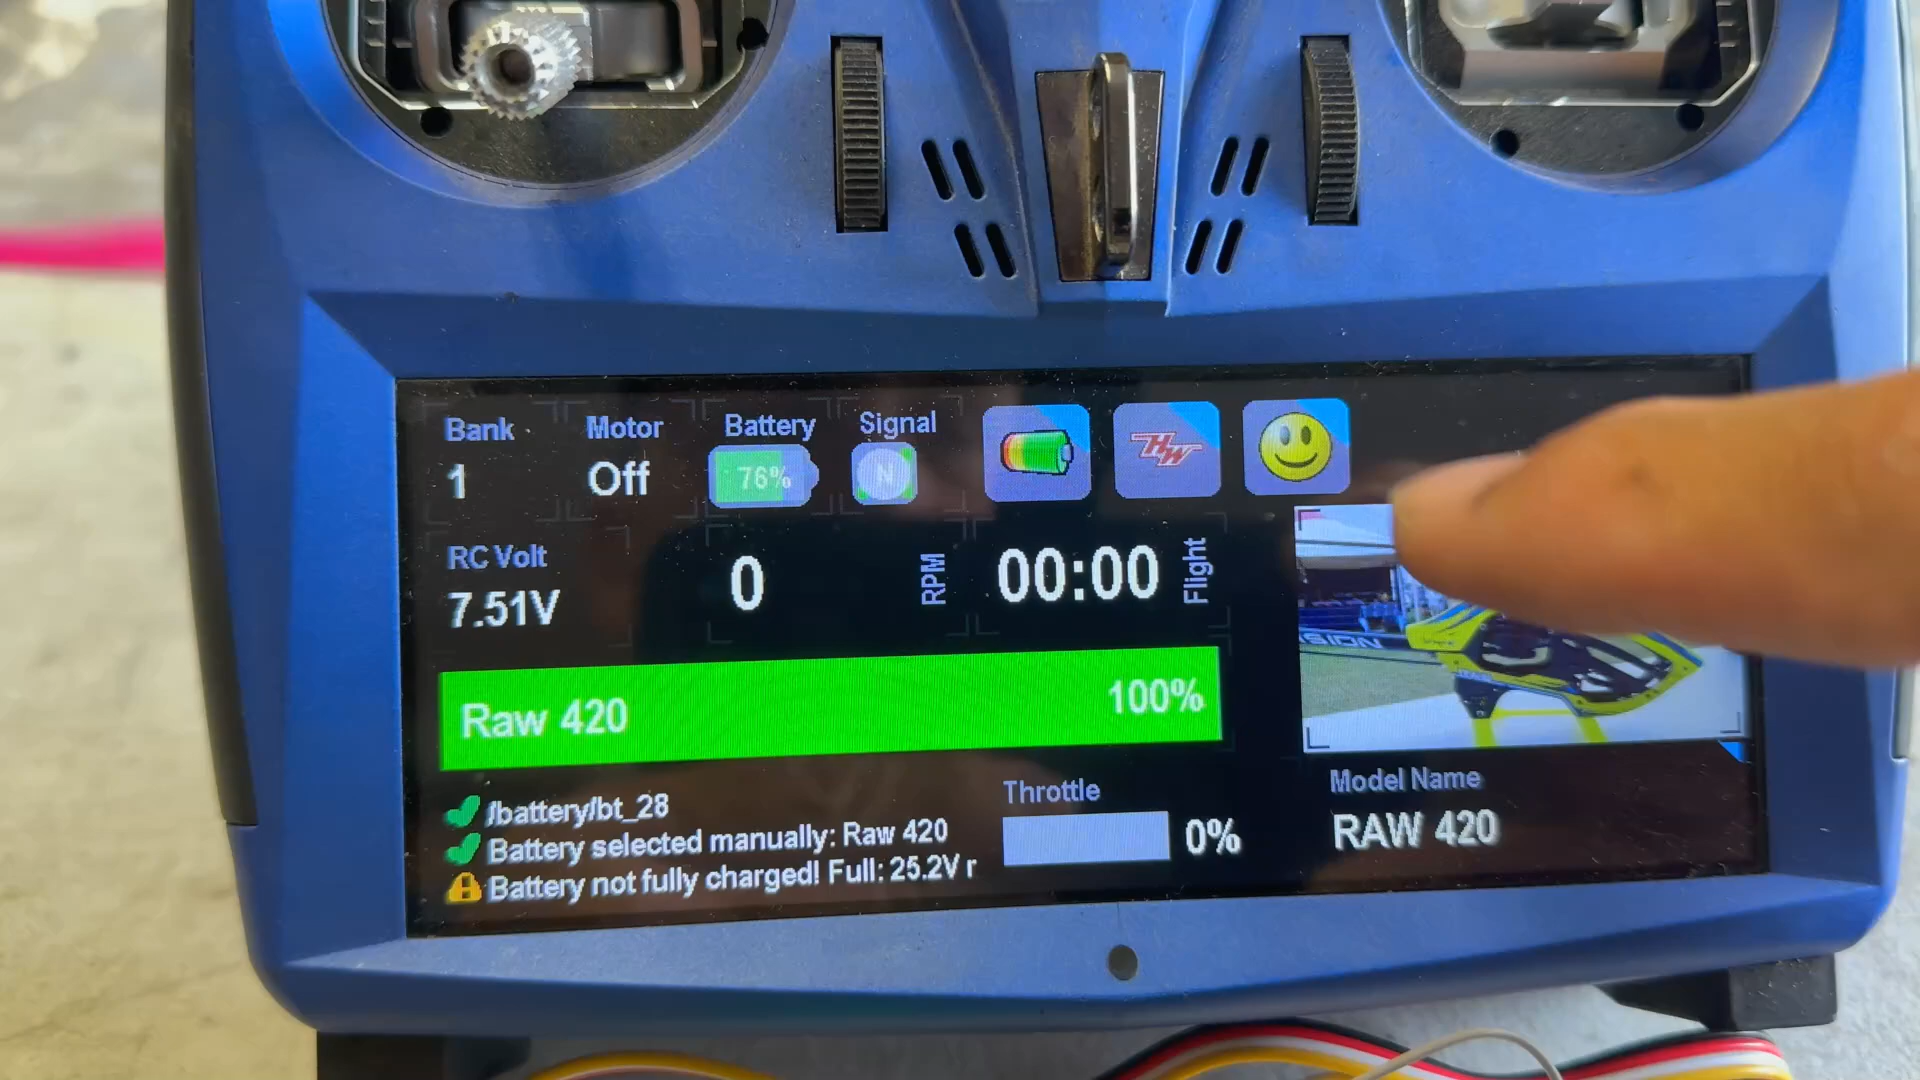 Bank
1
Motor
Off
Battery
76%
Signal
N
HW
RC Volt
7.51V
0
RPM
00:00
Flight
SION
Raw 420
100%
/battery/bt_28
Battery selected manually: Raw 420
Battery not fully charged! Full: 25.2V r
Throttle
0%
Model Name
RAW 420